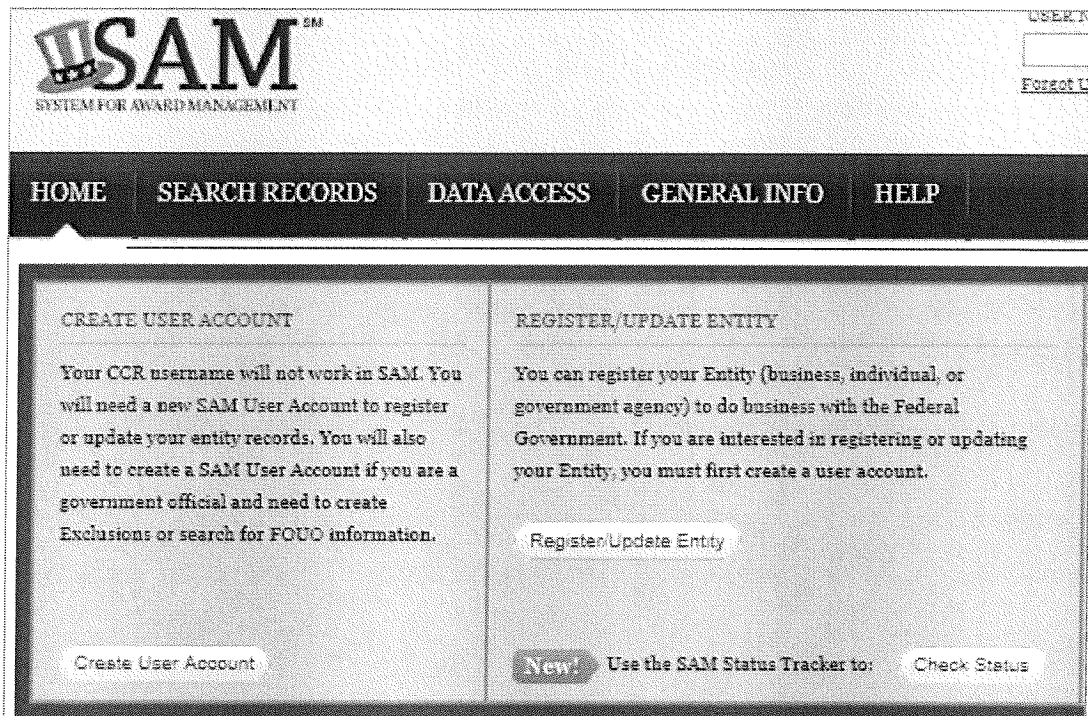 SAM
SM
SYSTEM FOR AWARD MANAGEMENT
Forgot
HOME SEARCH RECORDS DATA ACCESS GENERAL INFO HELP
CREATE USER ACCOUNT
Your CCR username will not work in SAM. You
will need a new SAM User Account to register
or update your entity records. You will also
need to create a SAM User Account if you are a
government official and need to create
Exclusions or search for FOUO information.
Create User Account
REGISTER/UPDATE ENTITY
You can register your Entity (business, individual, or
government agency) to do business with the Federal
Government. If you are interested in registering or updating
your Entity, you must first create a user account.
Register/Update Entity
New! Use the SAM Status Tracker to: Check Status